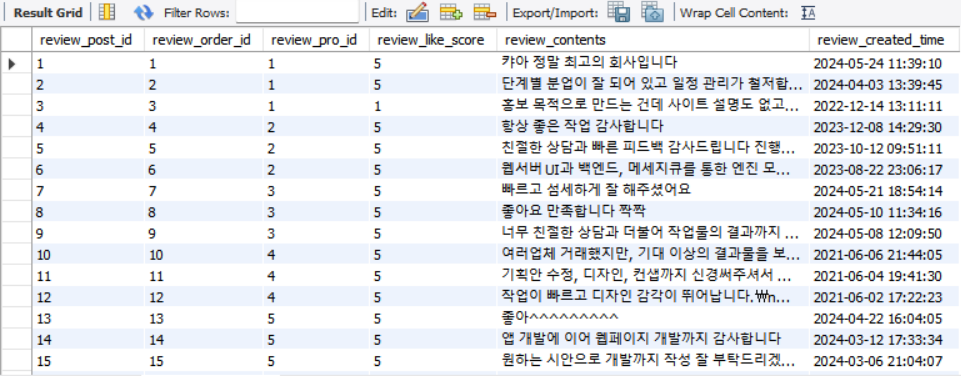 Result Grid Filter Rows: Edit: Export/Import: Wrap Cell Content: IA
review_post_id review_order_id review_pro_id review_like_score review_contents review_created_time
1 1 1 5 캬아 정말 최고의 회사입니다 2024-05-24 11:39:10
2 2 1 5 단계별 분업이 잘 되어 있고 일정 관리가 철저합... 2024-04-03 13:39:45
3 3 1 1 홍보 목적으로 만드는 건데 사이트 설명도 없고... 2022-12-14 13:11:11
4 4 2 5 항상 좋은 작업 감사합니다 2023-12-08 14:29:30
5 5 2 5 친절한 상담과 빠른 피드백 감사드립니다 진행... 2023-10-12 09:51:11
6 6 2 5 웹서버 UI과 백엔드, 메세지큐를 통한 엔진 모... 2023-08-22 23:06:17
7 7 3 5 빠르고 섬세하게 잘 해주셨어요 2024-05-21 18:54:14
8 8 3 5 좋아요 만족합니다 짝짝 2024-05-10 11:34:16
9 9 3 5 너무 친절한 상담과 더불어 작업물의 결과까지 ... 2024-05-08 12:09:50
10 10 4 5 여러업체 거래했지만, 기대 이상의 결과물을 보... 2021-06-06 21:44:05
11 11 4 5 기획안 수정, 디자인, 컨샙까지 신경써주셔서 ... 2021-06-04 19:41:30
12 12 4 5 작업이 빠르고 디자인 감각이 뛰어납니다.₩n... 2021-06-02 17:22:23
13 13 5 5 좋아^^^^^^^^^ 2024-04-22 16:04:05
14 14 5 5 앱 개발에 이어 웹페이지 개발까지 감사합니다 2024-03-12 17:33:34
15 15 5 5 원하는 시안으로 개발까지 작성 잘 부탁드리겠... 2024-03-06 21:04:07